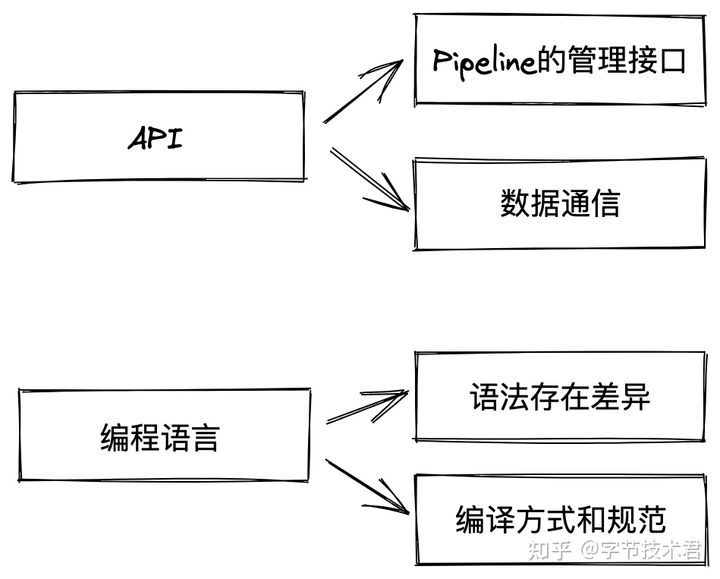 API
Pipeline的管理接口
数据通信
编程语言
语法存在差异
编译方式和规范
知乎 @字节技术君